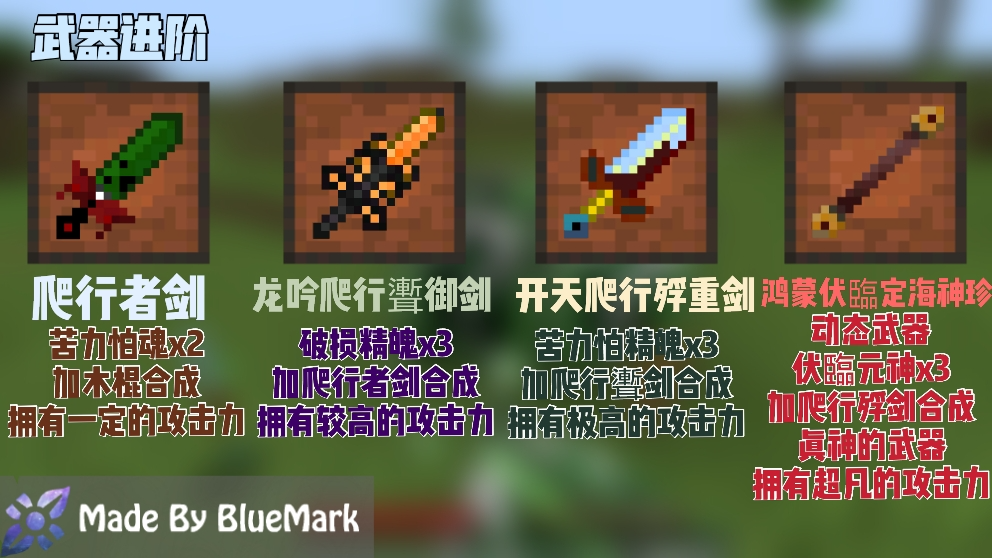 武器进阶
爬行者剑
苦力怕魂x2
加木棍合成
拥有一定的攻击力
龙吟爬行灪御剑
破损精魄x3
加爬行者剑合成
拥有较高的攻击力
开天爬行殍重剑
苦力怕精魄x3
加爬行灪剑合成
拥有极高的攻击力
鸿蒙伏臨定海神珍
动态武器
伏臨元神x3
加爬行殍剑合成
真神的武器
拥有超凡的攻击力
Made By BlueMark